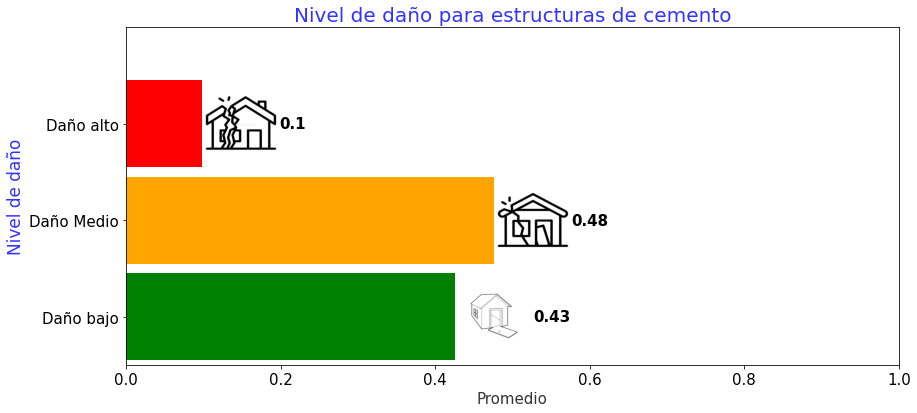 Nivel de daño para estructuras de cemento
Nivel de daño
Daño alto
0.1
Daño Medio
0.48
Daño bajo
0.43
0.0 0.2 0.4 0.6 0.8 1.0
Promedio